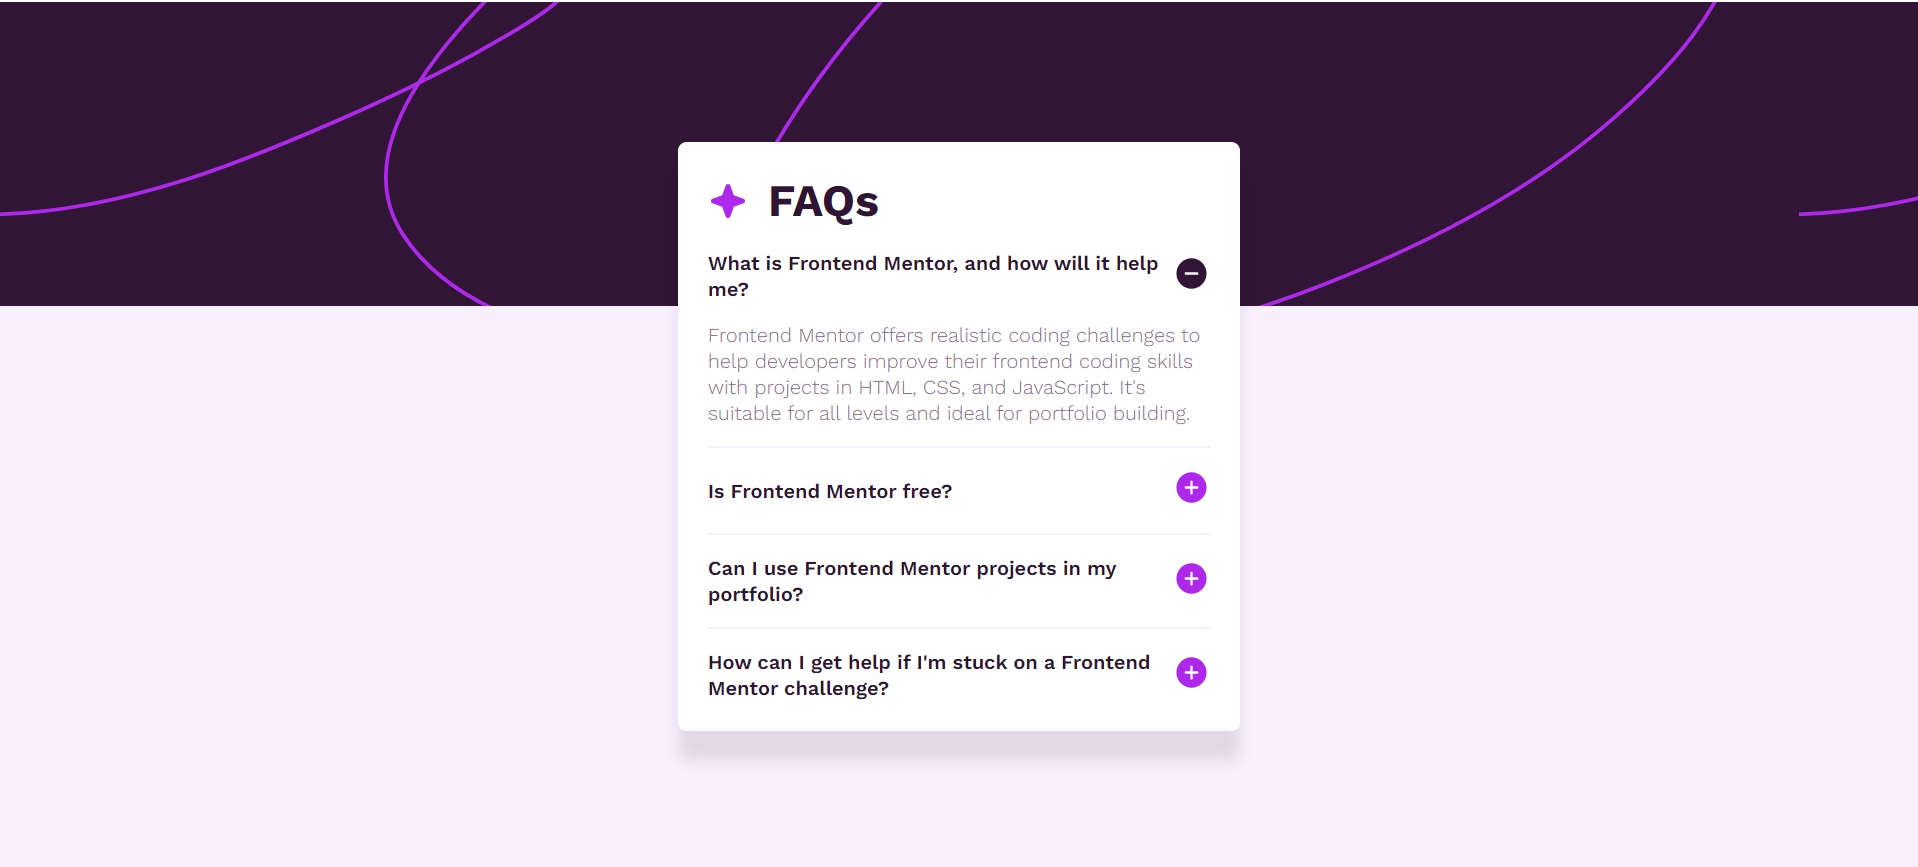 FAQs
What is Frontend Mentor, and how will it help
me?
Frontend Mentor offers realistic coding challenges to
help developers improve their frontend coding skills
with projects in HTML, CSS, and JavaScript. It's
suitable for all levels and ideal for portfolio building.
Is Frontend Mentor free?
Can I use Frontend Mentor projects in my
portfolio?
How can I get help if I'm stuck on a Frontend
Mentor challenge?